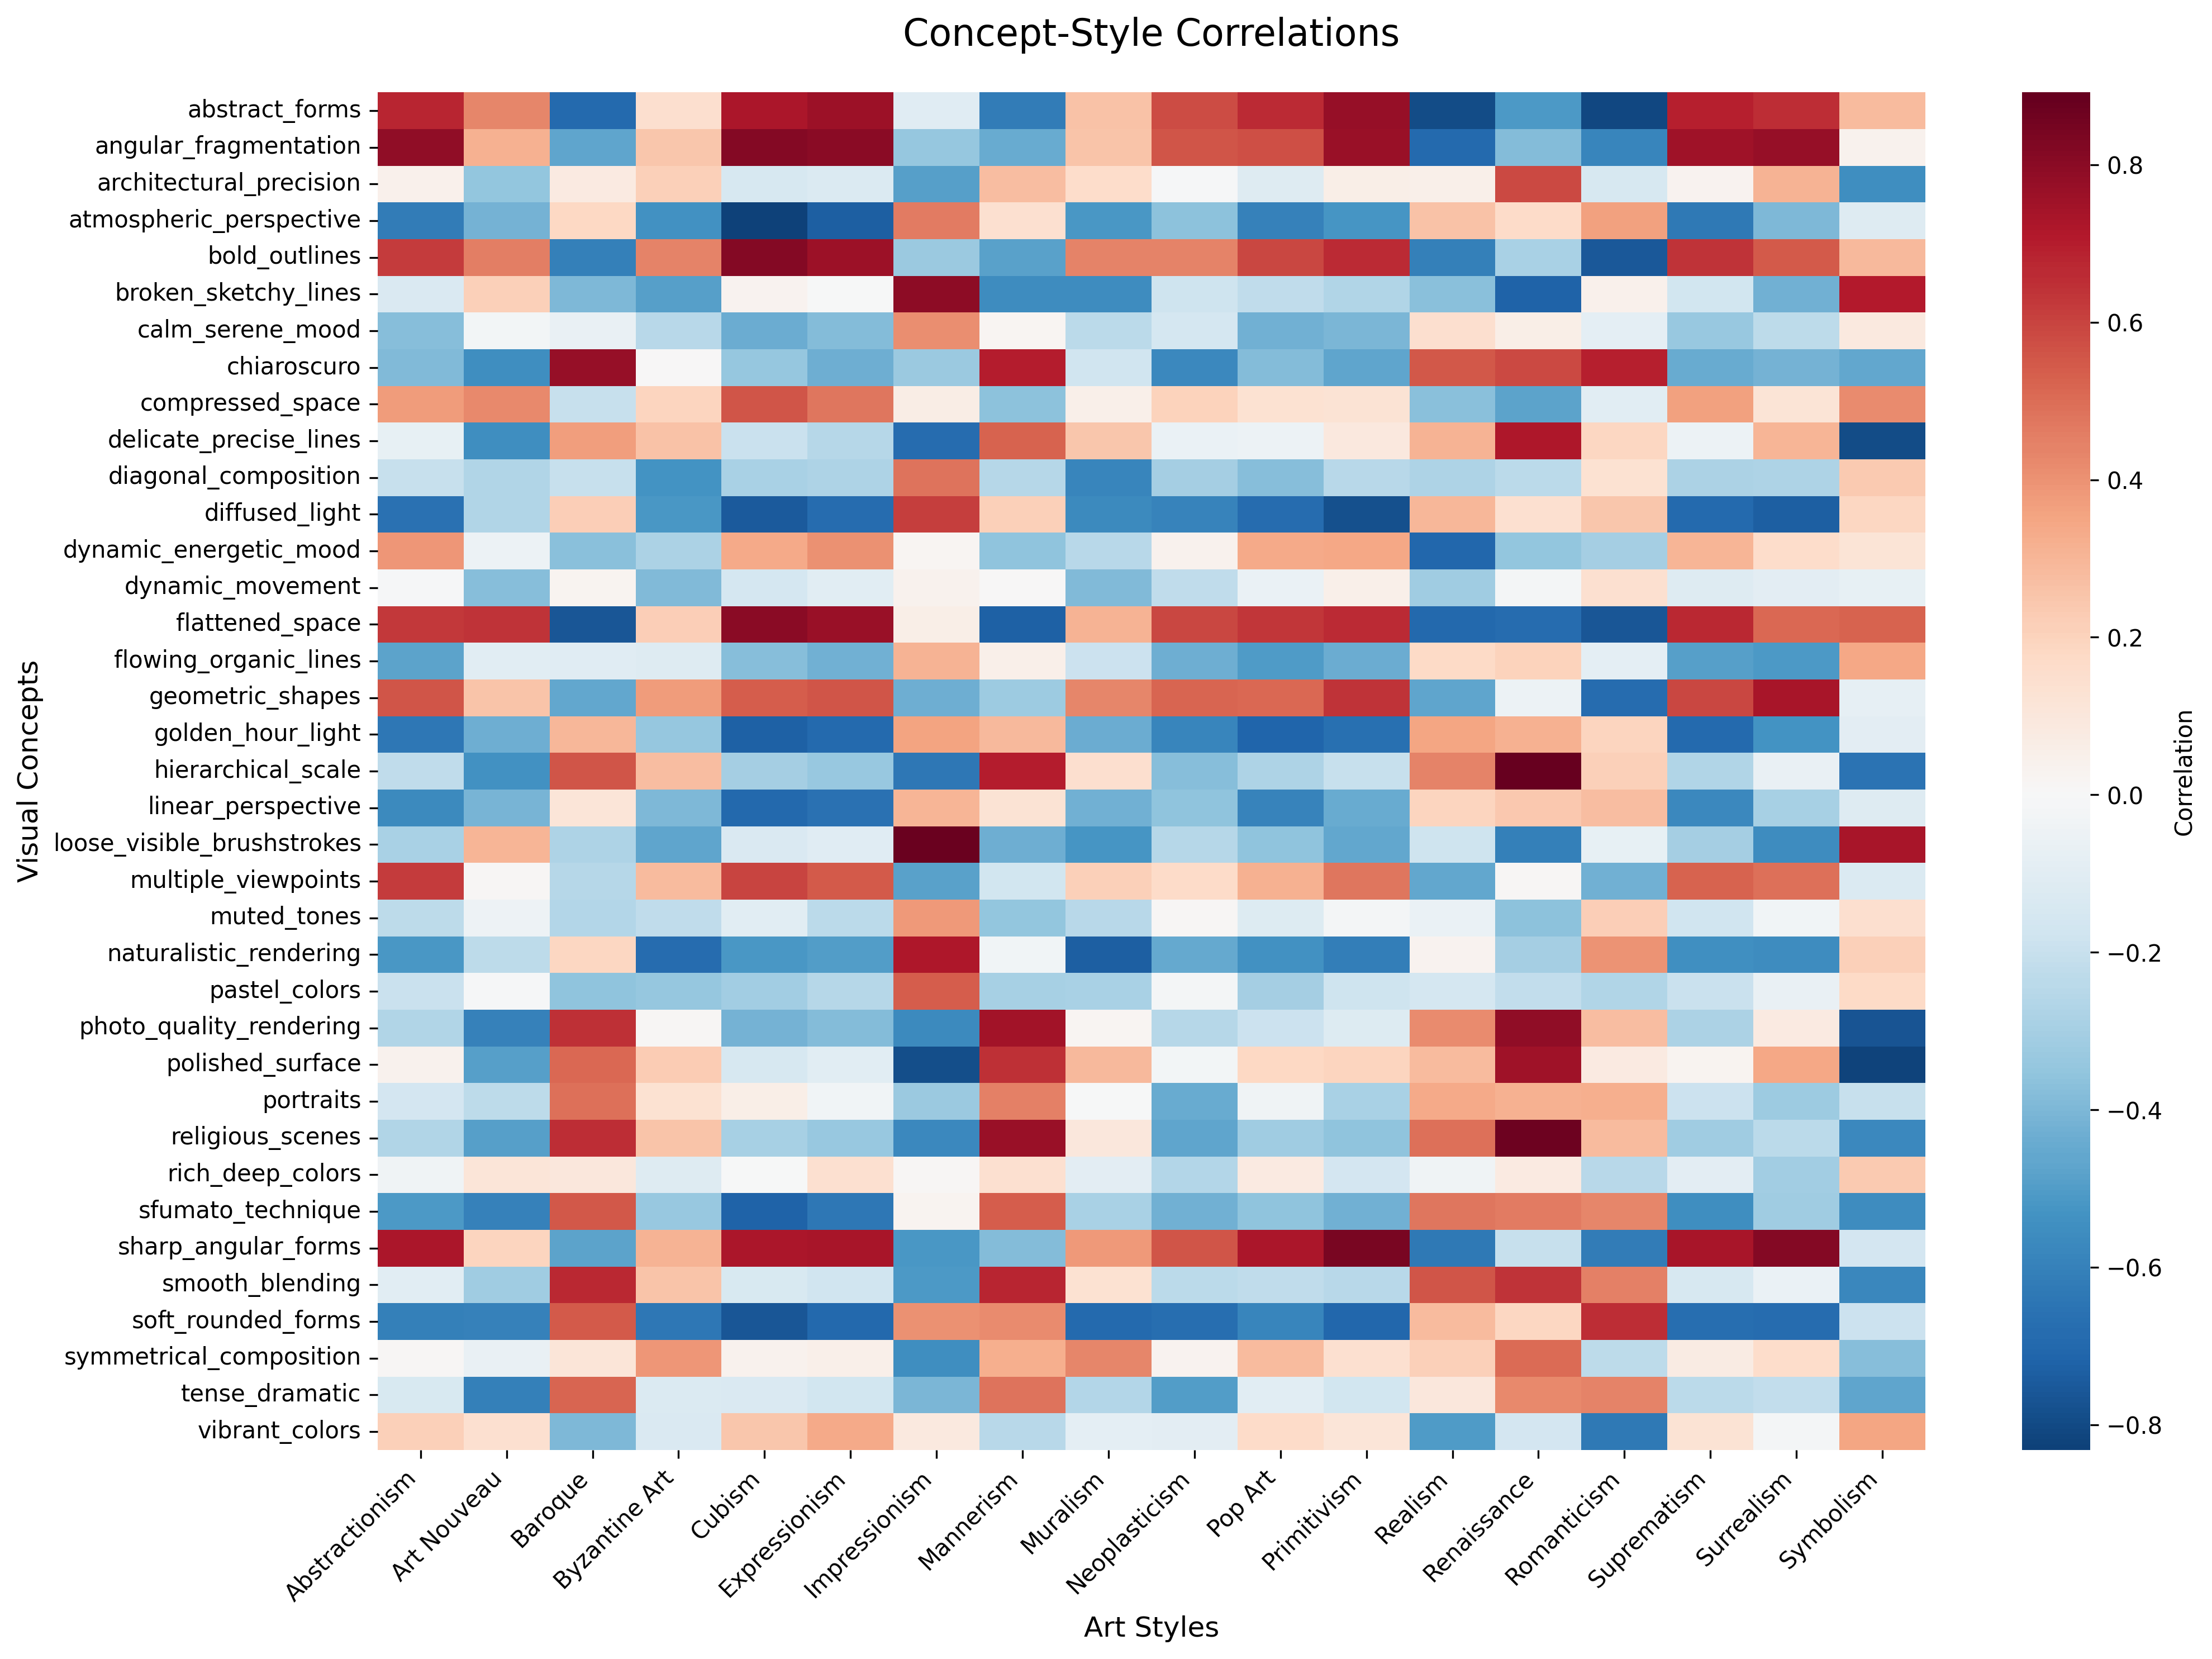 Concept-Style Correlations
Visual Concepts
abstract_forms
angular_fragmentation
architectural_precision
atmospheric_perspective
bold_outlines
broken_sketchy_lines
calm_serene_mood
chiaroscuro
compressed_space
delicate_precise_lines
diagonal_composition
diffused_light
dynamic_energetic_mood
dynamic_movement
flattened_space
flowing_organic_lines
geometric_shapes
golden_hour_light
hierarchical_scale
linear_perspective
loose_visible_brushstrokes
multiple_viewpoints
muted_tones
naturalistic_rendering
pastel_colors
photo_quality_rendering
polished_surface
portraits
religious_scenes
rich_deep_colors
sfumato_technique
sharp_angular_forms
smooth_blending
soft_rounded_forms
symmetrical_composition
tense_dramatic
vibrant_colors
Abstractionism
Art Nouveau
Baroque
Byzantine Art
Cubism
Expressionism
Impressionism
Mannerism
Muralism
Neoplasticism
Pop Art
Primitivism
Realism
Renaissance
Romanticism
Suprematism
Surrealism
Symbolism
Art Styles
0.8
0.6
0.4
0.2
0.0
−0.2
−0.4
−0.6
−0.8
Correlation